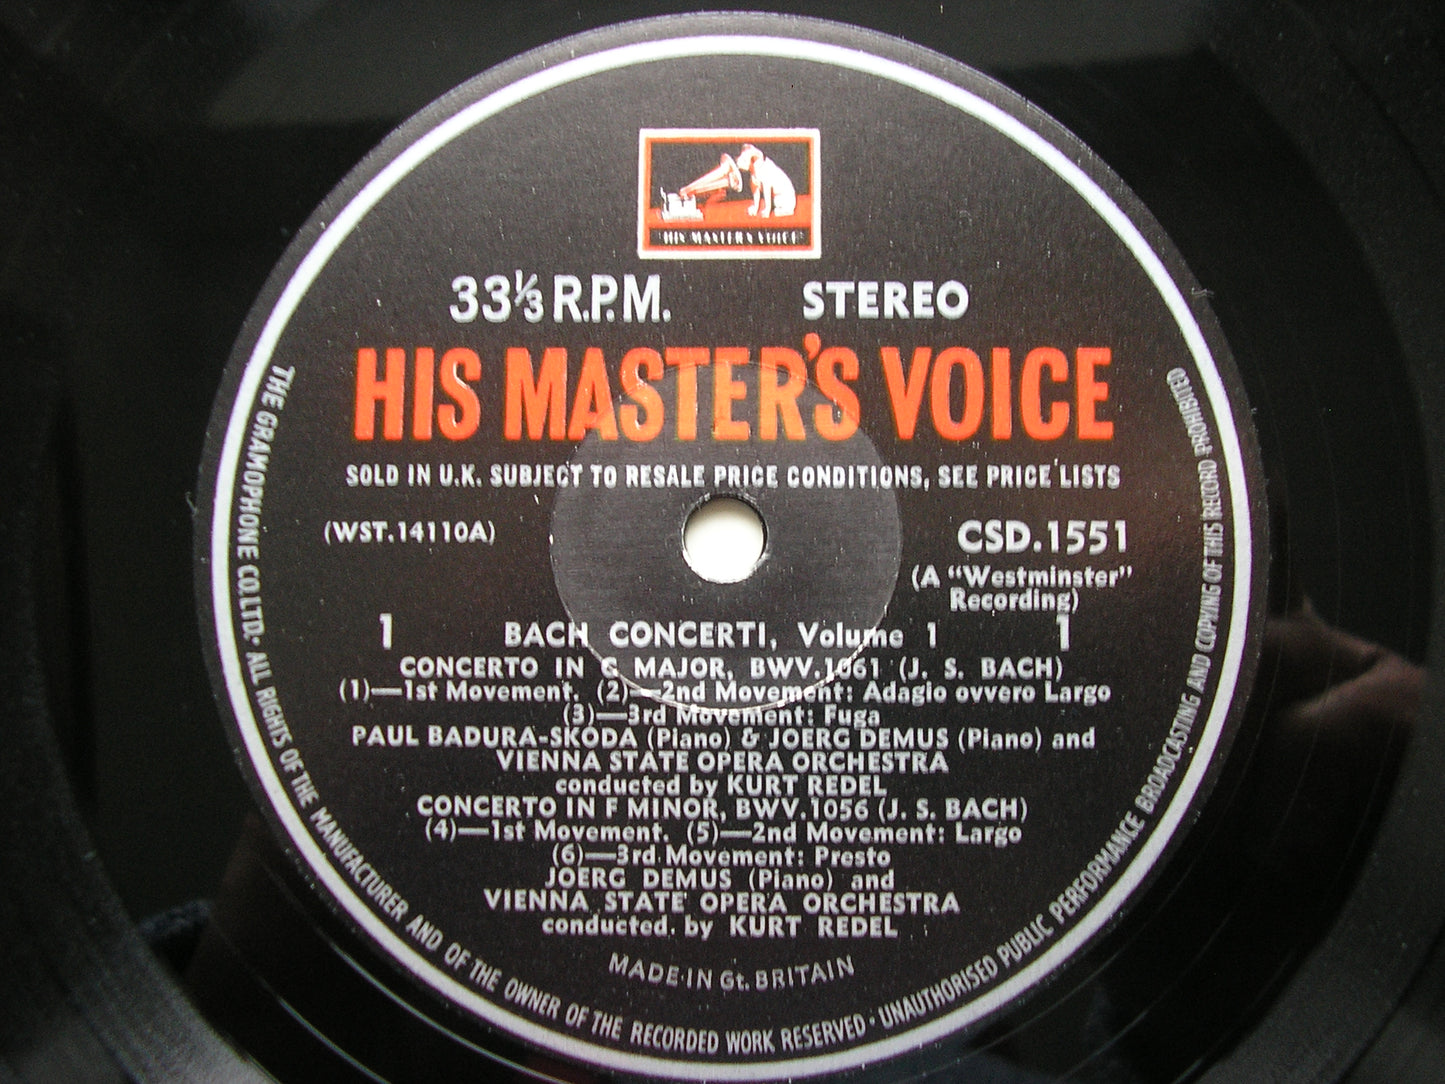 "HIS MASTER'S VOICE"
33⅓ R.P.M. STEREO
HIS MASTER'S VOICE
SOLD IN U.K. SUBJECT TO RESALE PRICE CONDITIONS, SEE PRICE LISTS
(WST.14110A) CSD.1551
(A "Westminster"
Recording)
1 BACH CONCERTI, Volume 1 1
CONCERTO IN G MAJOR, BWV.1061 (J. S. BACH)
(1)—1st Movement. (2)—2nd Movement: Adagio ovvero Largo
(3)—3rd Movement: Fuga
PAUL BADURA-SKODA (Piano) & JOERG DEMUS (Piano) and
VIENNA STATE OPERA ORCHESTRA
conducted by KURT REDEL
CONCERTO IN F MINOR, BWV.1056 (J. S. BACH)
(4)—1st Movement. (5)—2nd Movement: Largo
(6)—3rd Movement: Presto
JOERG DEMUS (Piano) and
VIENNA STATE OPERA ORCHESTRA
conducted. by KURT REDEL
MADE IN Gt. BRITAIN
THE GRAMOPHONE CO. LTD. · ALL RIGHTS OF THE MANUFACTURER AND OF THE OWNER OF THE RECORDED WORK RESERVED · UNAUTHORISED PUBLIC PERFORMANCE BROADCASTING AND COPYING OF THIS RECORD PROHIBITED